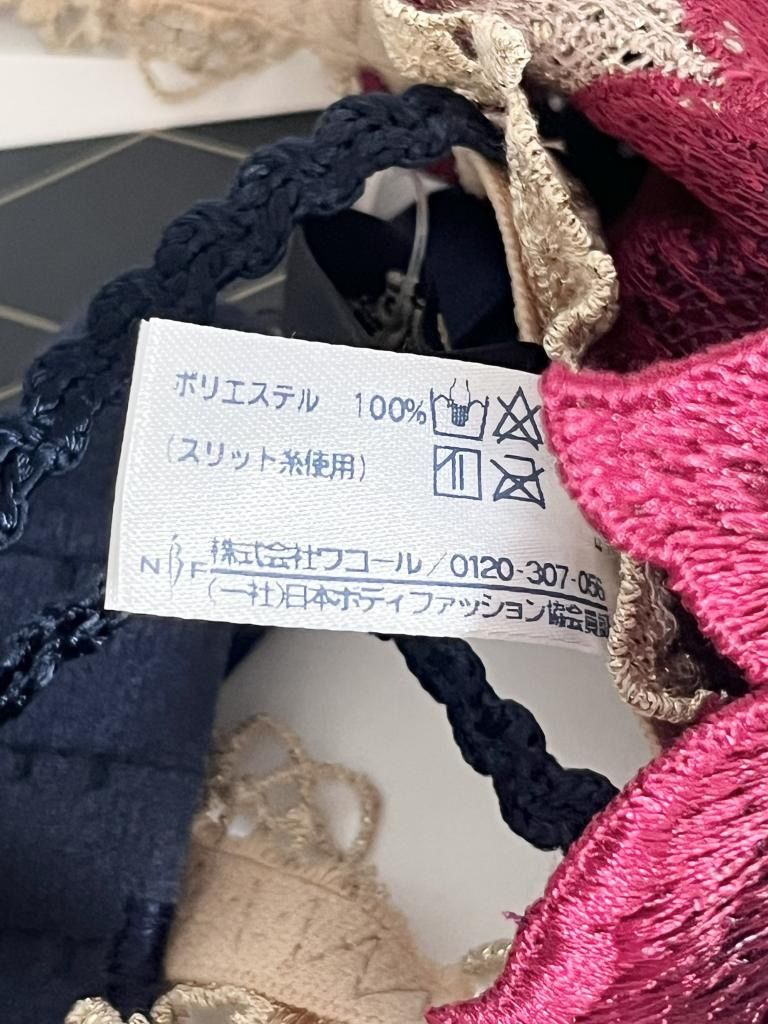 ポリエステル 100%
(スリット糸使用)
NBF 株式会社ワコール/0120-307-056
(一社)日本ボディファッション協会員